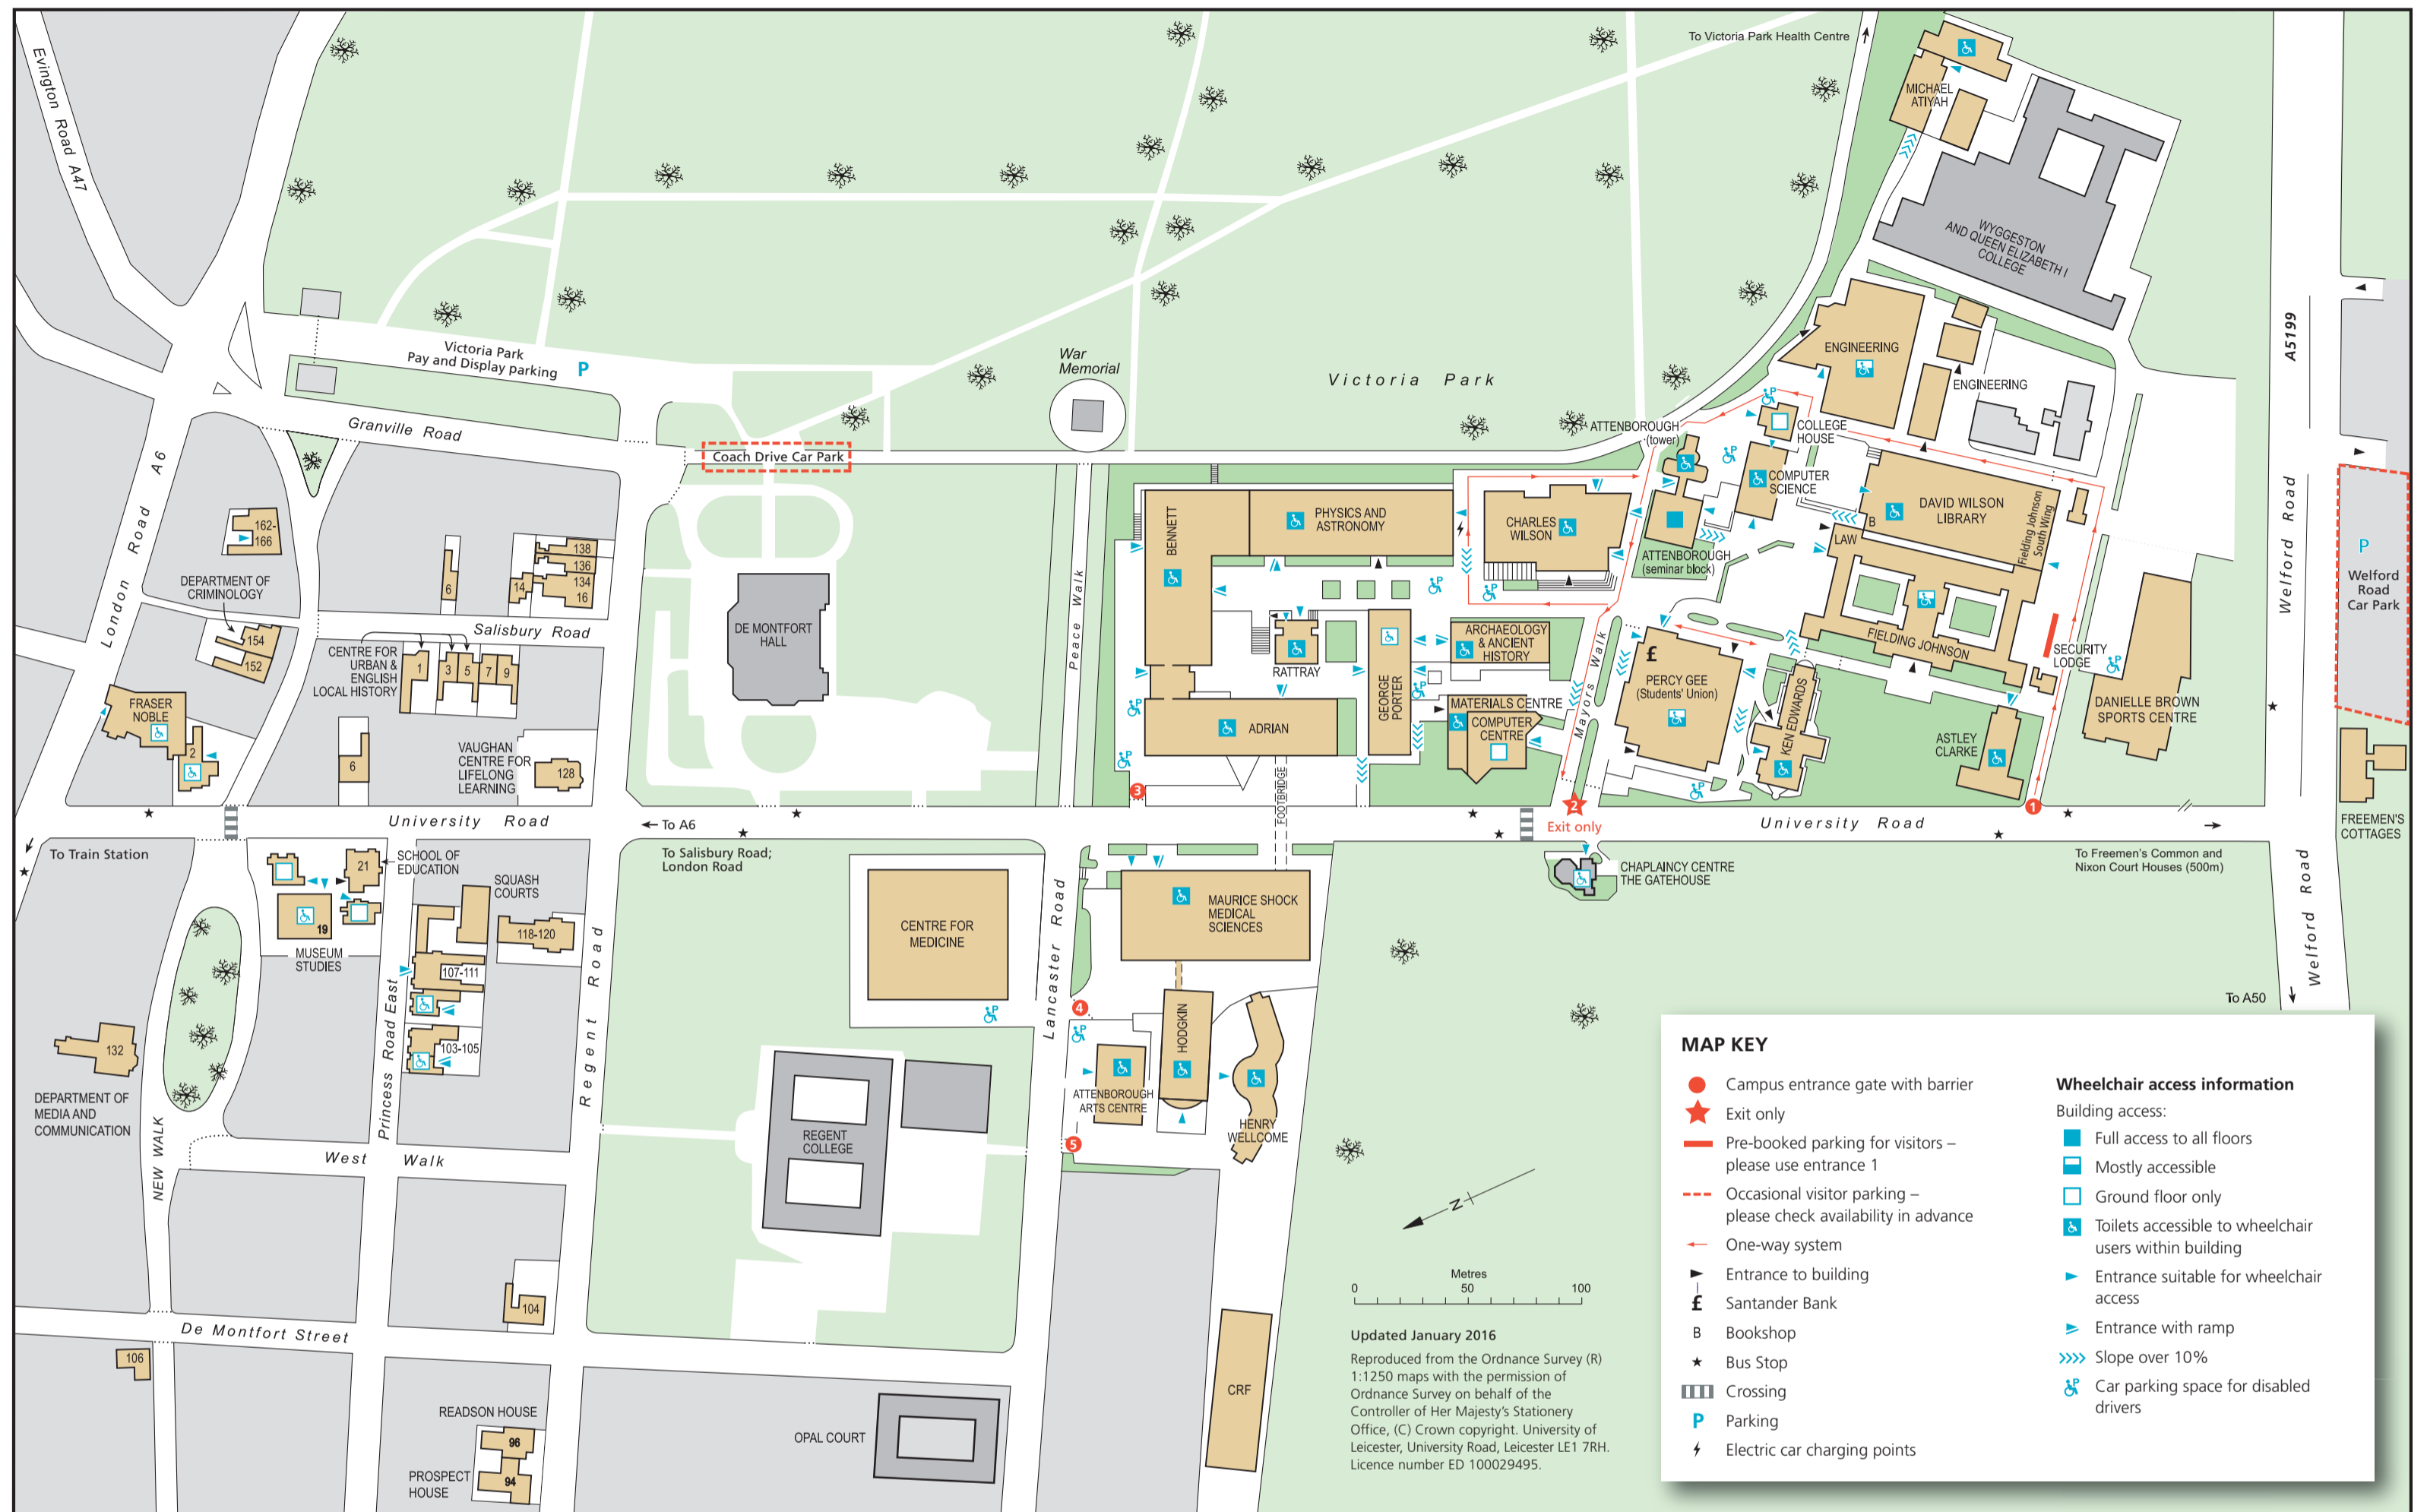 To Victoria Park Health Centre
Evington Road A47
MICHAEL
ATIYAH
WYGGESTON
AND QUEEN ELIZABETH I
COLLEGE
A5199
Victoria Park
Pay and Display parking
P
War
Memorial
Victoria Park
ENGINEERING
ENGINEERING
Granville Road
Coach Drive Car Park
ATTENBOROUGH
(tower)
COLLEGE
HOUSE
COMPUTER
SCIENCE
London Road A6
162-
166
DEPARTMENT OF
CRIMINOLOGY
154
152
6
14
138
136
134
16
Salisbury Road
CENTRE FOR
URBAN &
ENGLISH
LOCAL HISTORY
1
3
5
7
9
DE MONTFORT
HALL
Peace Walk
BENNETT
PHYSICS AND
ASTRONOMY
CHARLES
WILSON
ATTENBOROUGH
(seminar block)
DAVID WILSON
LIBRARY
B
LAW
Fielding Johnson
South Wing
Welford Road
P
Welford
Road
Car Park
RATTRAY
GEORGE
PORTER
ARCHAEOLOGY
& ANCIENT
HISTORY
MATERIALS CENTRE
COMPUTER
CENTRE
Mayors Walk
£
PERCY GEE
(Students' Union)
KEN EDWARDS
FIELDING JOHNSON
SECURITY
LODGE
DANIELLE BROWN
SPORTS CENTRE
ASTLEY
CLARKE
FRASER
NOBLE
2
6
VAUGHAN
CENTRE FOR
LIFELONG
LEARNING
128
ADRIAN
FOOTBRIDGE
3
2
1
Exit only
FREEMEN'S
COTTAGES
University Road
To A6
University Road
To Train Station
To Salisbury Road;
London Road
To Freemen's Common and
Nixon Court Houses (500m)
CHAPLAINCY CENTRE
THE GATEHOUSE
21
SCHOOL OF
EDUCATION
SQUASH
COURTS
19
MUSEUM
STUDIES
118-120
107-111
103-105
Princess Road East
Regent Road
CENTRE FOR
MEDICINE
Lancaster Road
MAURICE SHOCK
MEDICAL
SCIENCES
4
HODGKIN
ATTENBOROUGH
ARTS CENTRE
HENRY
WELLCOME
5
Welford Road
To A50
132
DEPARTMENT OF
MEDIA AND
COMMUNICATION
NEW WALK
West Walk
REGENT
COLLEGE
104
De Montfort Street
106
READSON HOUSE
96
94
PROSPECT
HOUSE
OPAL COURT
CRF
N
Metres
0 50 100
Updated January 2016
Reproduced from the Ordnance Survey (R)
1:1250 maps with the permission of
Ordnance Survey on behalf of the
Controller of Her Majesty's Stationery
Office, (C) Crown copyright. University of
Leicester, University Road, Leicester LE1 7RH.
Licence number ED 100029495.
MAP KEY
Campus entrance gate with barrier
Exit only
Pre-booked parking for visitors –
please use entrance 1
Occasional visitor parking –
please check availability in advance
One-way system
Entrance to building
£ Santander Bank
B Bookshop
Bus Stop
Crossing
P Parking
Electric car charging points
Wheelchair access information
Building access:
Full access to all floors
Mostly accessible
Ground floor only
Toilets accessible to wheelchair
users within building
Entrance suitable for wheelchair
access
Entrance with ramp
Slope over 10%
Car parking space for disabled
drivers